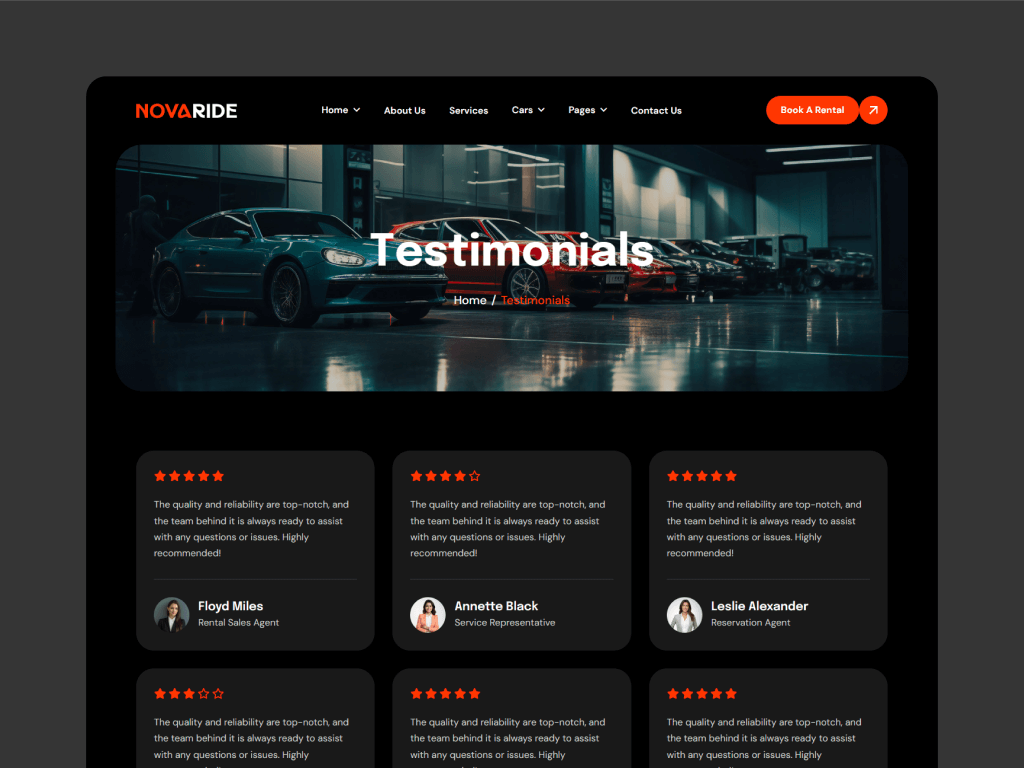 NOVARIDE
Home
About Us
Services
Cars
Pages
Contact Us
Book A Rental
Testimonials
Home / Testimonials
The quality and reliability are top-notch, and
the team behind it is always ready to assist
with any questions or issues. Highly
recommended!
Floyd Miles
Rental Sales Agent
The quality and reliability are top-notch, and
the team behind it is always ready to assist
with any questions or issues. Highly
recommended!
Annette Black
Service Representative
The quality and reliability are top-notch, and
the team behind it is always ready to assist
with any questions or issues. Highly
recommended!
Leslie Alexander
Reservation Agent
The quality and reliability are top-notch, and
the team behind it is always ready to assist
with any questions or issues. Highly
The quality and reliability are top-notch, and
the team behind it is always ready to assist
with any questions or issues. Highly
The quality and reliability are top-notch, and
the team behind it is always ready to assist
with any questions or issues. Highly